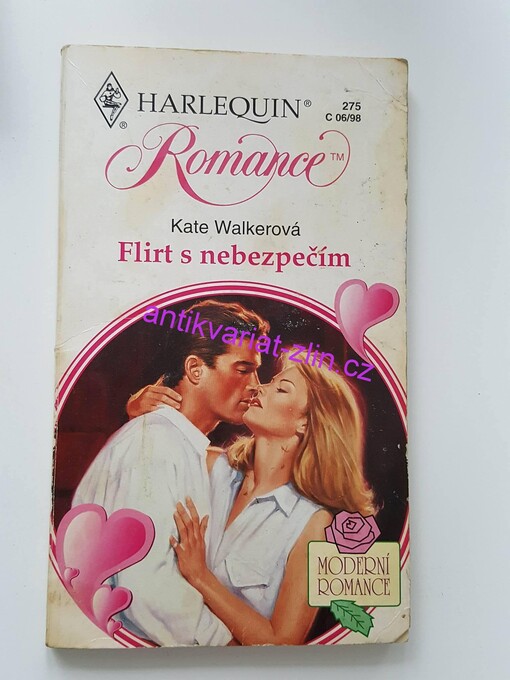 HARLEQUIN®
®
275
C 06/98
Romance™
Kate Walkerová
Flirt s nebezpečím
antikvariat-zlin.cz
MODERNÍ
ROMANCE